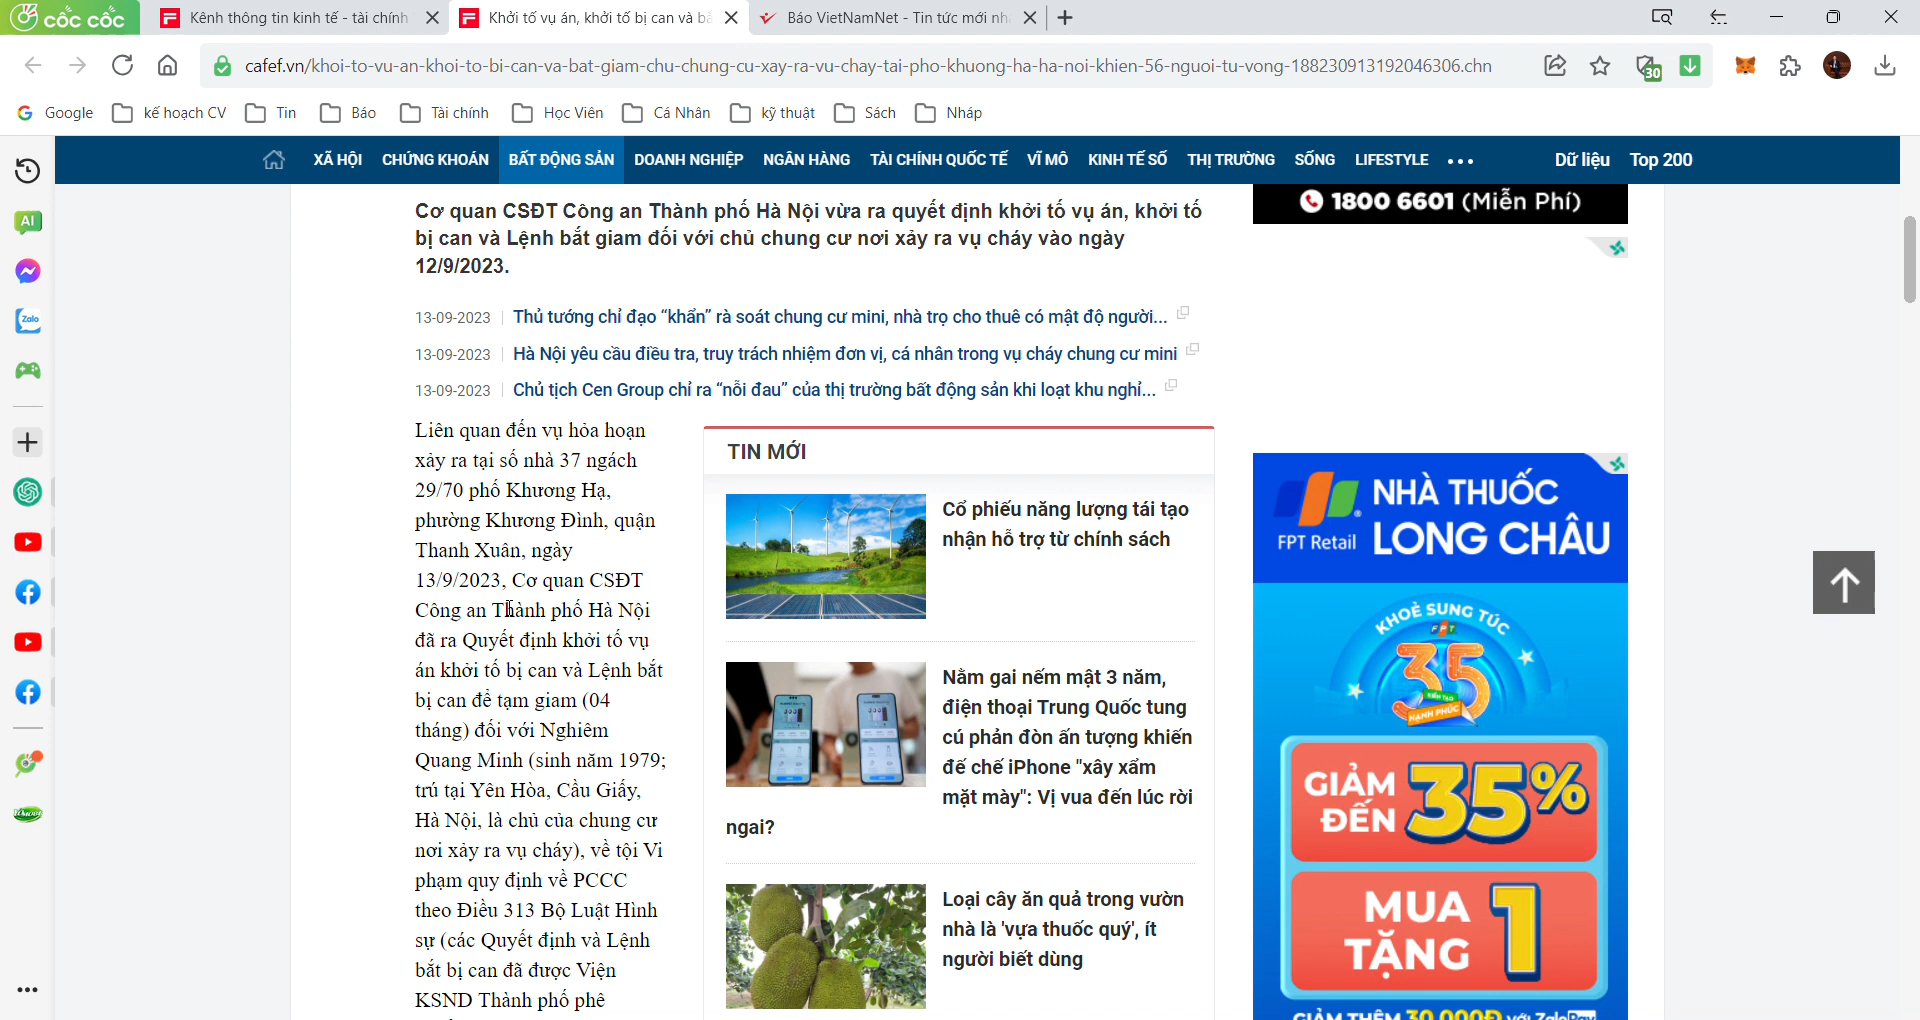 cốc cốc
Kênh thông tin kinh tế - tài chính
Khởi tố vụ án, khởi tố bị can và bắ
Báo VietNamNet - Tin tức mới nh
cafef.vn/khoi-to-vu-an-khoi-to-bi-can-va-bat-giam-chu-chung-cu-xay-ra-vu-chay-tai-pho-khuong-ha-ha-noi-khien-56-nguoi-tu-vong-188230913192046306.chn
30
Google
kế hoạch CV
Tin
Báo
Tài chính
Học Viên
Cá Nhân
kỹ thuật
Sách
Nháp
XÃ HỘI
CHỨNG KHOÁN
BẤT ĐỘNG SẢN
DOANH NGHIỆP
NGÂN HÀNG
TÀI CHÍNH QUỐC TẾ
VĨ MÔ
KINH TẾ SỐ
THỊ TRƯỜNG
SỐNG
LIFESTYLE
Dữ liệu
Top 200
AI
Zalo
Cơ quan CSĐT Công an Thành phố Hà Nội vừa ra quyết định khởi tố vụ án, khởi tố
bị can và Lệnh bắt giam đối với chủ chung cư nơi xảy ra vụ cháy vào ngày
12/9/2023.
13-09-2023
Thủ tướng chỉ đạo “khẩn” rà soát chung cư mini, nhà trọ cho thuê có mật độ người...
13-09-2023
Hà Nội yêu cầu điều tra, truy trách nhiệm đơn vị, cá nhân trong vụ cháy chung cư mini
13-09-2023
Chủ tịch Cen Group chỉ ra “nỗi đau” của thị trường bất động sản khi loạt khu nghỉ...
Liên quan đến vụ hỏa hoạn
xảy ra tại số nhà 37 ngách
29/70 phố Khương Hạ,
phường Khương Đình, quận
Thanh Xuân, ngày
13/9/2023, Cơ quan CSĐT
Công an Thành phố Hà Nội
đã ra Quyết định khởi tố vụ
án khởi tố bị can và Lệnh bắt
bị can để tạm giam (04
tháng) đối với Nghiêm
Quang Minh (sinh năm 1979;
trú tại Yên Hòa, Cầu Giấy,
Hà Nội, là chủ của chung cư
nơi xảy ra vụ cháy), về tội Vi
phạm quy định về PCCC
theo Điều 313 Bộ Luật Hình
sự (các Quyết định và Lệnh
bắt bị can đã được Viện
KSND Thành phố phê
TIN MỚI
Cổ phiếu năng lượng tái tạo
nhận hỗ trợ từ chính sách
Nằm gai nếm mật 3 năm,
điện thoại Trung Quốc tung
cú phản đòn ấn tượng khiến
đế chế iPhone "xây xẩm
mặt mày": Vị vua đến lúc rời
ngai?
Loại cây ăn quả trong vườn
nhà là 'vựa thuốc quý', ít
người biết dùng
1800 6601 (Miễn Phí)
FPT Retail
NHÀ THUỐC
LONG CHÂU
KHOẺ SUNG TÚC
FPT
35
KIẾN TẠO
HẠNH PHÚC
GIẢM
ĐẾN
35%
MUA
TẶNG
1
GIẢM THÊM 30.000Đ với ZaloPay